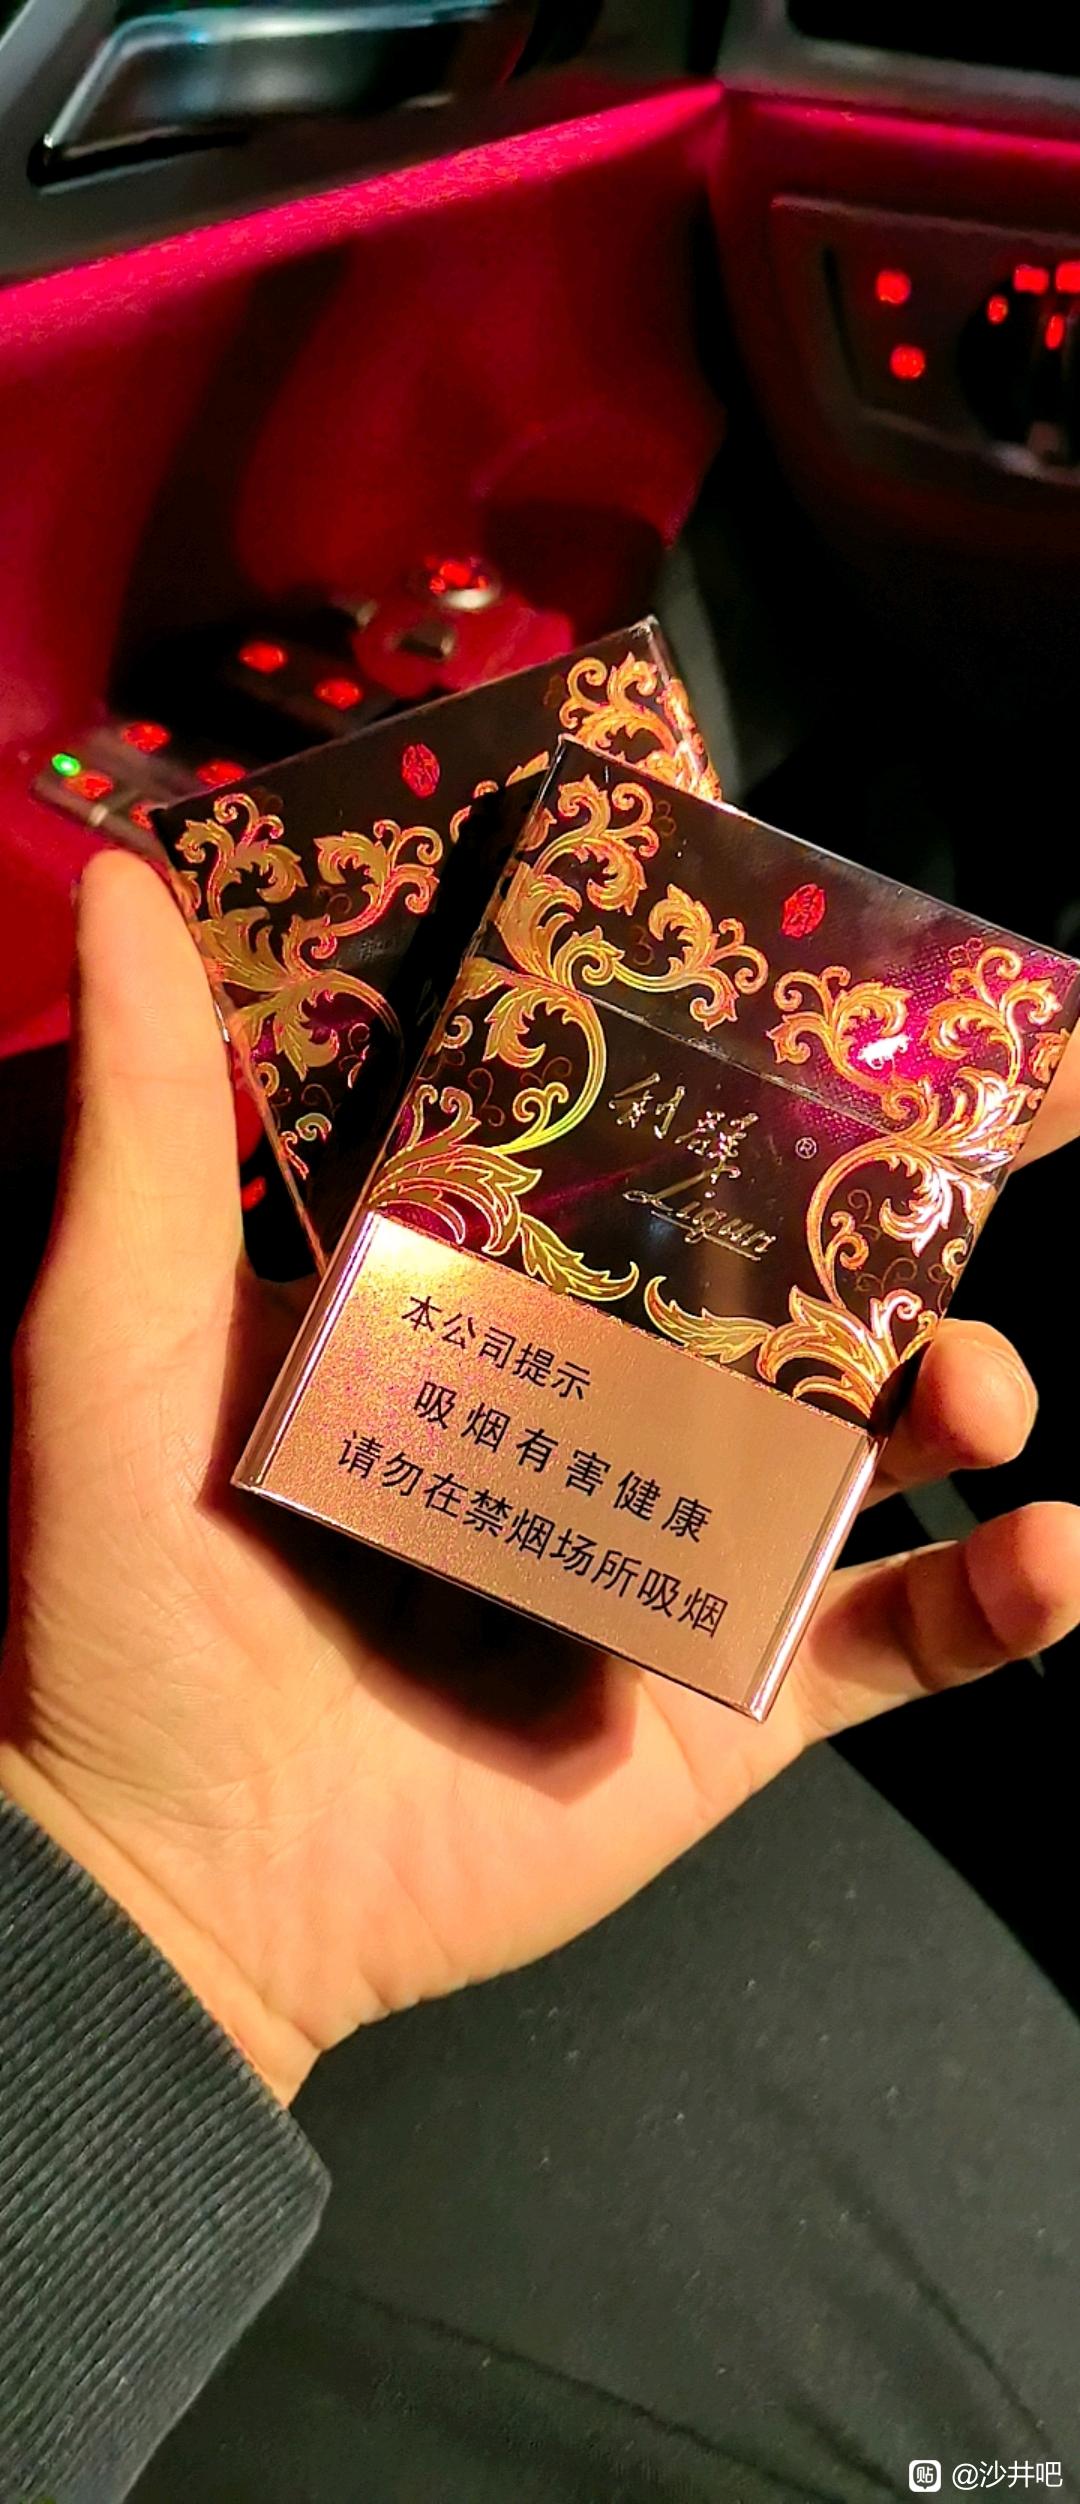 利群
®
Liqun
本公司提示
吸烟有害健康
请勿在禁烟场所吸烟
贴 @沙井吧